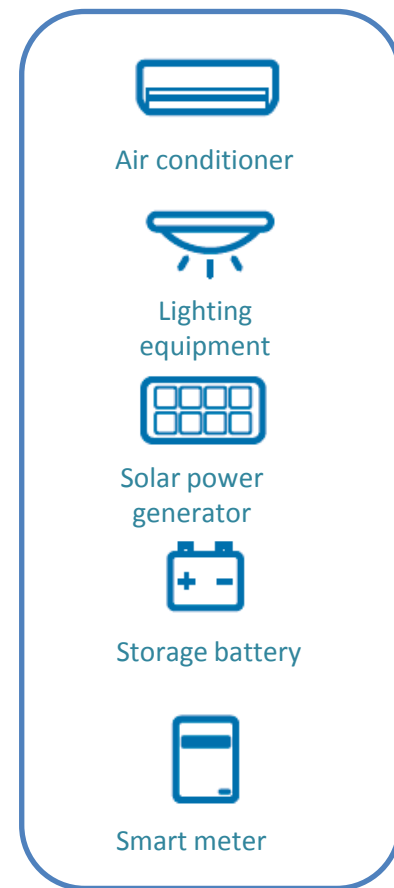 Air conditioner
Lighting
equipment
Solar power
generator
Storage battery
Smart meter